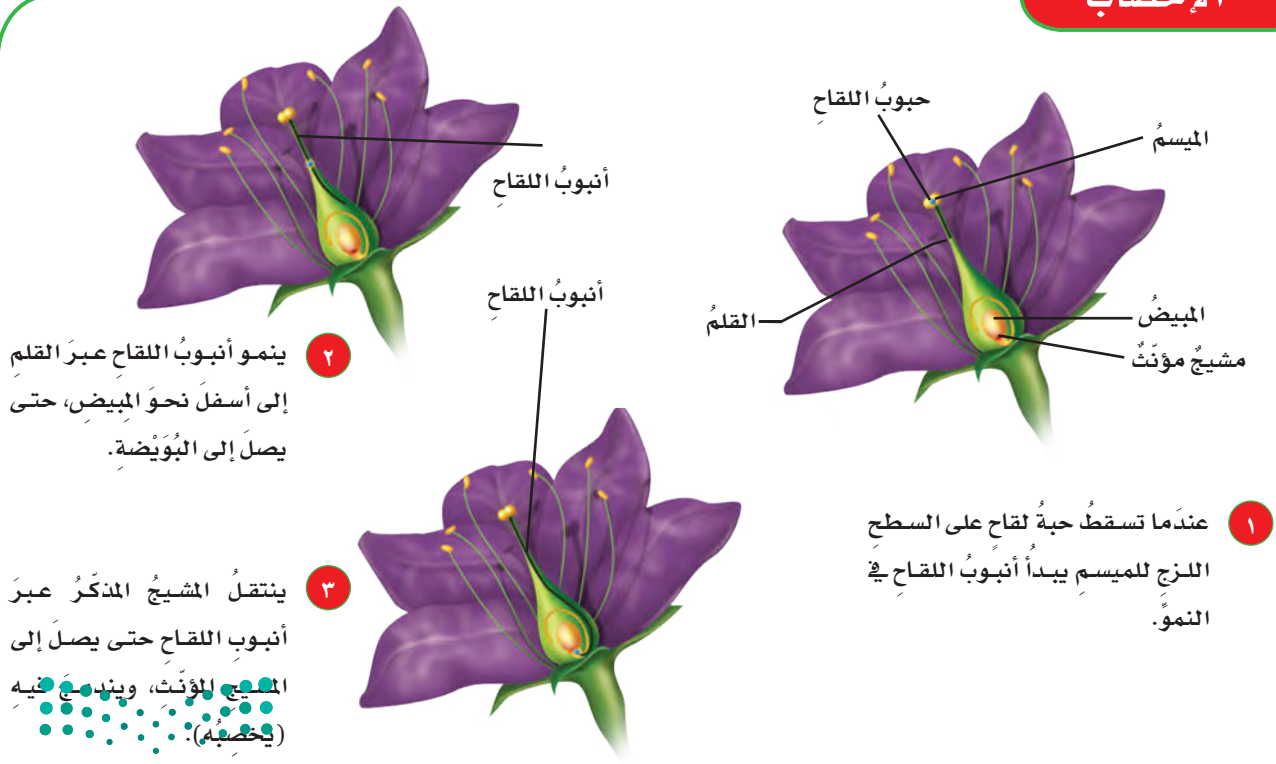 الإخصاب
حبوبُ اللقاحِ
الميسمُ
القلمُ
المبيضُ
مشيجٌ مؤنّثٌ
١ عندَما تسقطُ حبةُ لقاحٍ على السطحِ
اللزجِ للميسمِ يبدأُ أنبوبُ اللقاحِ في
النموِّ.
أنبوبُ اللقاحِ
٢ ينمو أنبوبُ اللقاحِ عبرَ القلمِ
إلى أسفلَ نحوَ المبيضِ، حتى
يصلَ إلى البُوَيْضةِ.
أنبوبُ اللقاحِ
٣ ينتقلُ المشيجُ المذكّرُ عبرَ
أنبوبِ اللقاحِ حتى يصلَ إلى
المشيجِ المؤنّثِ، ويندمجَ فيهِ
(يُخصِبُه).